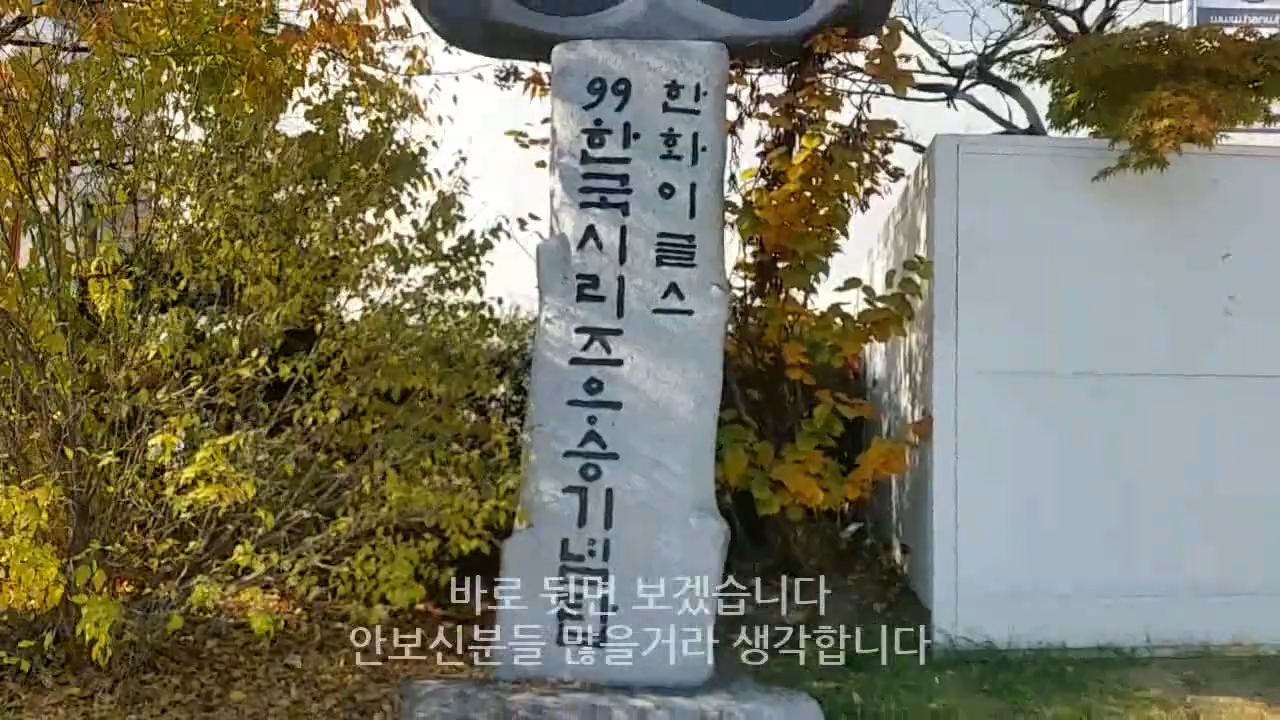 한화이글스
99한국시리즈우승기념
바로 뒷면 보겠습니다
안보신분들 많을거라 생각합니다